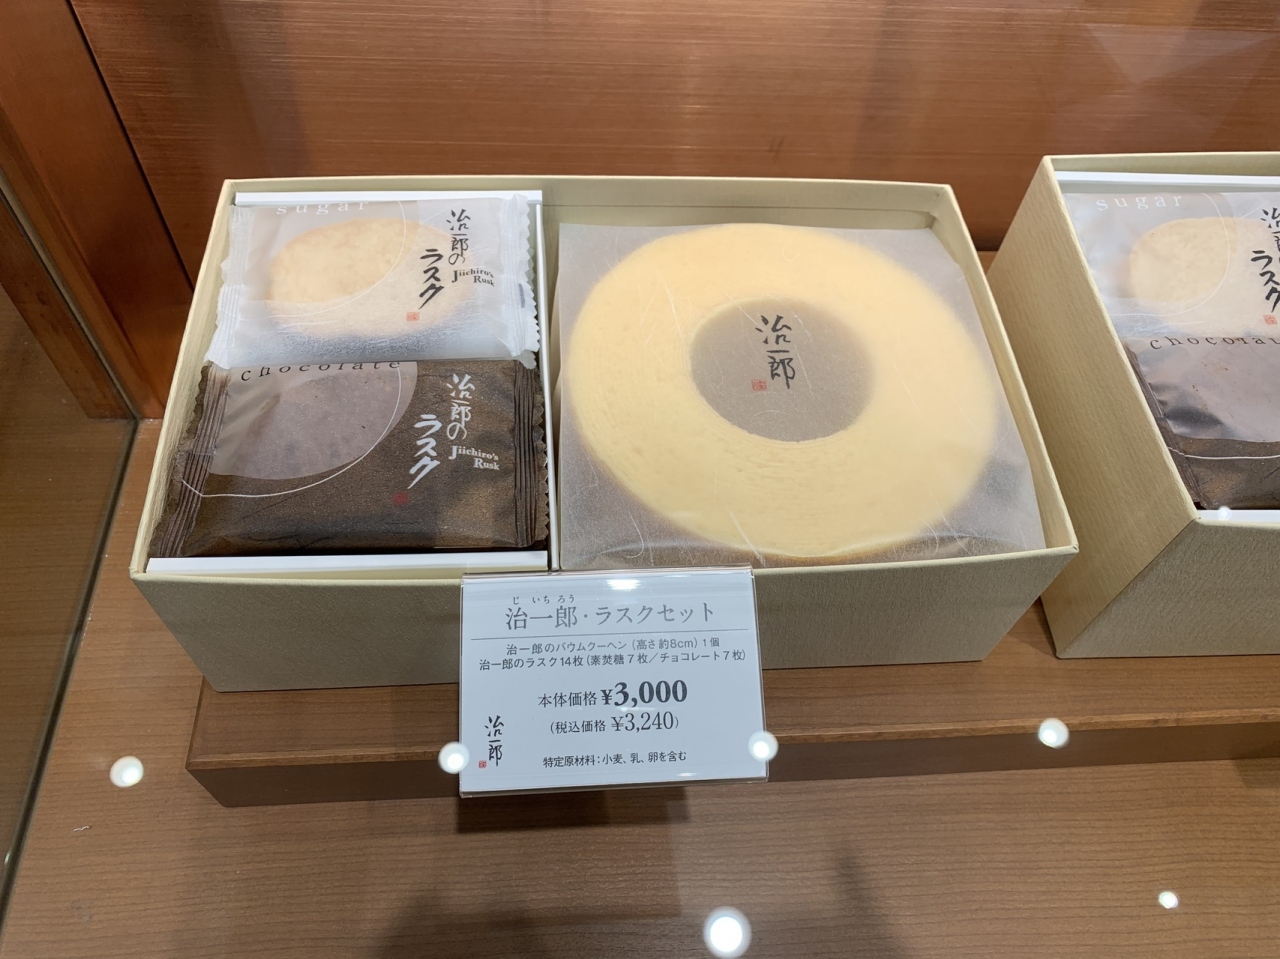 sugar
治一郎の
ラスク
Jiichiro's
Rusk
chocolate
治一郎の
ラスク
Jiichiro's
Rusk
治一郎
sugar
治一郎の
ラスク
chocolat
じいちろう
治一郎・ラスクセット
治一郎のバウムクーヘン（高さ約8cm）1個
治一郎のラスク14枚（素焚糖7枚／チョコレート7枚）
本体価格 ¥3,000
（税込価格 ¥3,240）
治一郎
特定原材料：小麦、乳、卵を含む